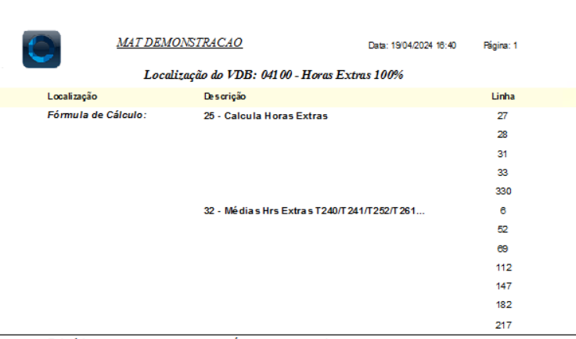 MAT DEMONSTRACAO Data: 19/04/2024 16:40 Página: 1
Localização do VDB: 04100 - Horas Extras 100%
Localização Descrição Linha
Fórmula de Cálculo: 25 - Calcula Horas Extras 27
28
31
33
330
32 - Médias Hrs Extras T240/T241/T252/T261... 6
52
69
112
147
182
217